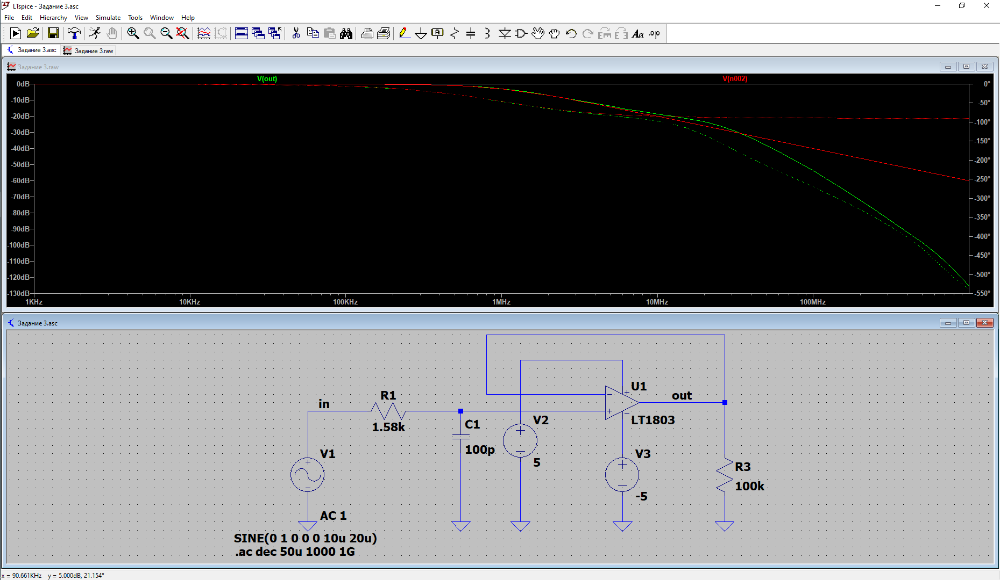 LTspice - Задание 3.asc
File Edit Hierarchy View Simulate Tools Window Help
A Aa .op
Задание 3.asc Задание 3.raw
Задание 3.raw
V(out) V(n002)
0dB 0°
-10dB -50°
-20dB -100°
-30dB -150°
-40dB -200°
-50dB -250°
-60dB -300°
-70dB -350°
-80dB -400°
-90dB -450°
-100dB -500°
-110dB -550°
-120dB
-130dB
1KHz 10KHz 100KHz 1MHz 10MHz 100MHz
Задание 3.asc
in
R1
1.58k
C1
100p
V1
AC 1
SINE(0 1 0 0 0 10u 20u)
.ac dec 50u 1000 1G
V2
5
U1
LT1803
out
V3
-5
R3
100k
x = 90.661KHz y = 5.000dB, 21.154°